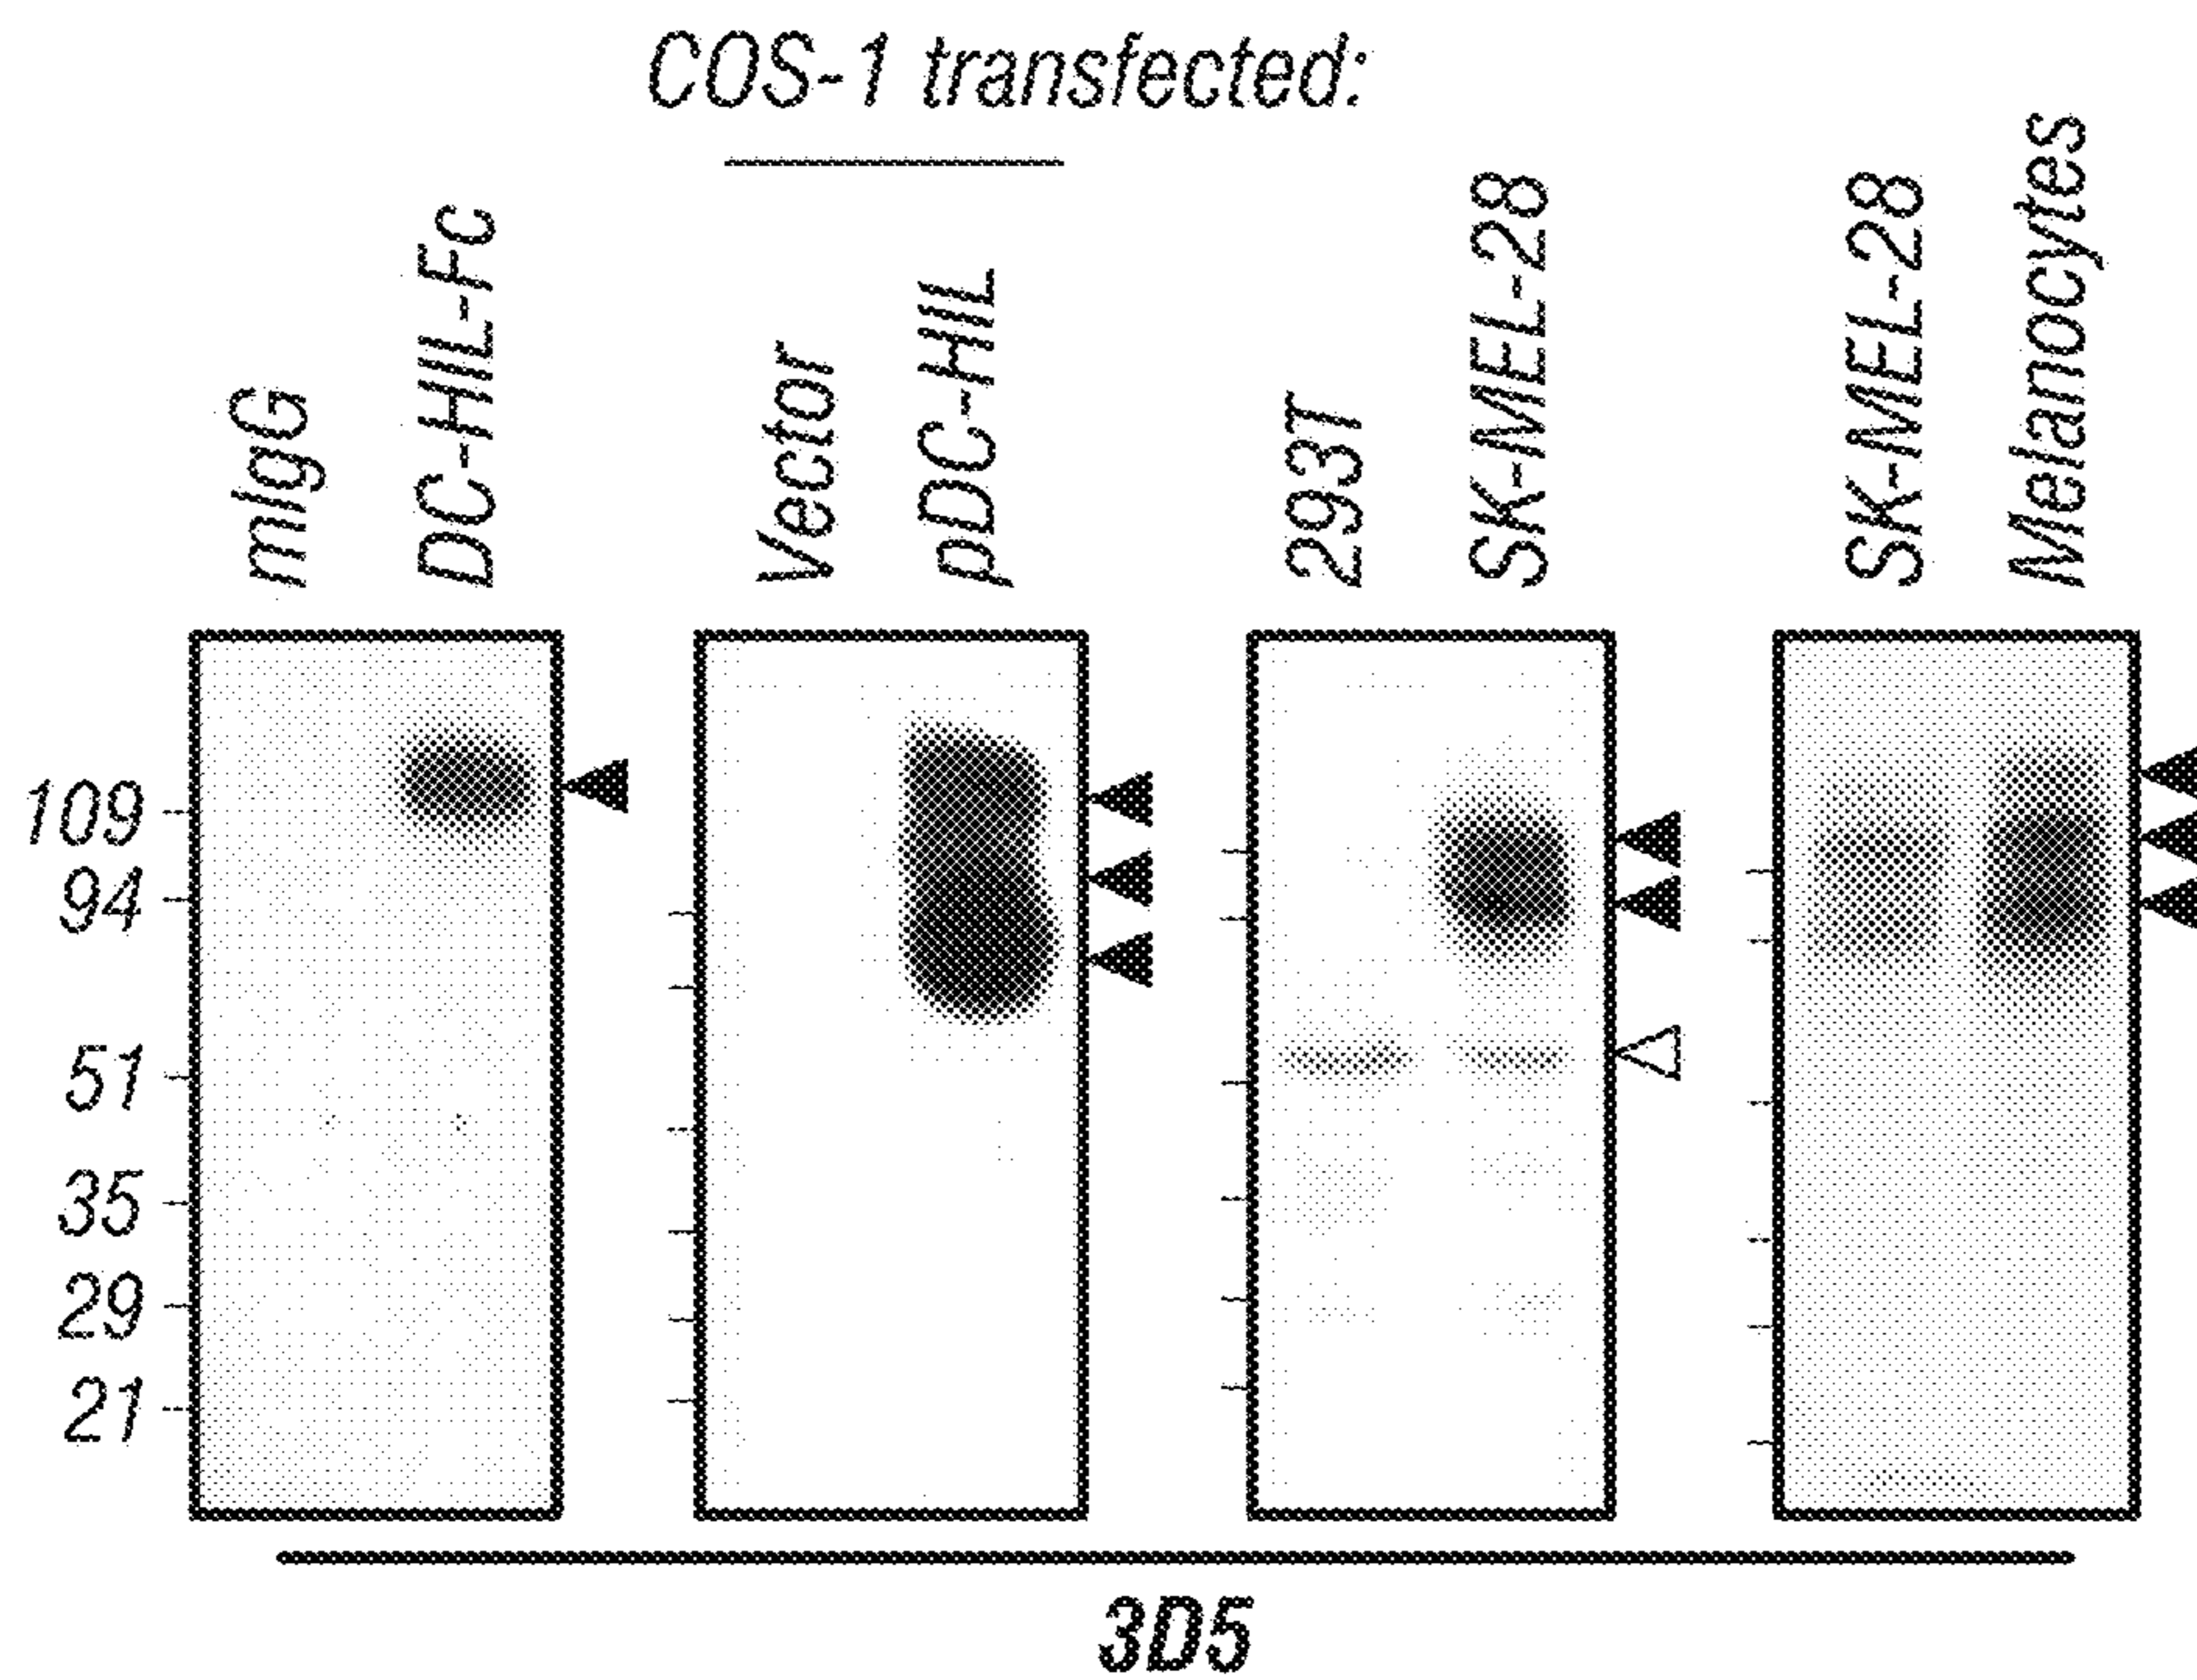 COS-1 transfected:
mIgG
DC-HIL-Fc
Vector
pDC-HIL
293T
SK-MEL-28
SK-MEL-28
Melanocytes
109
94
51
35
29
21
3D5